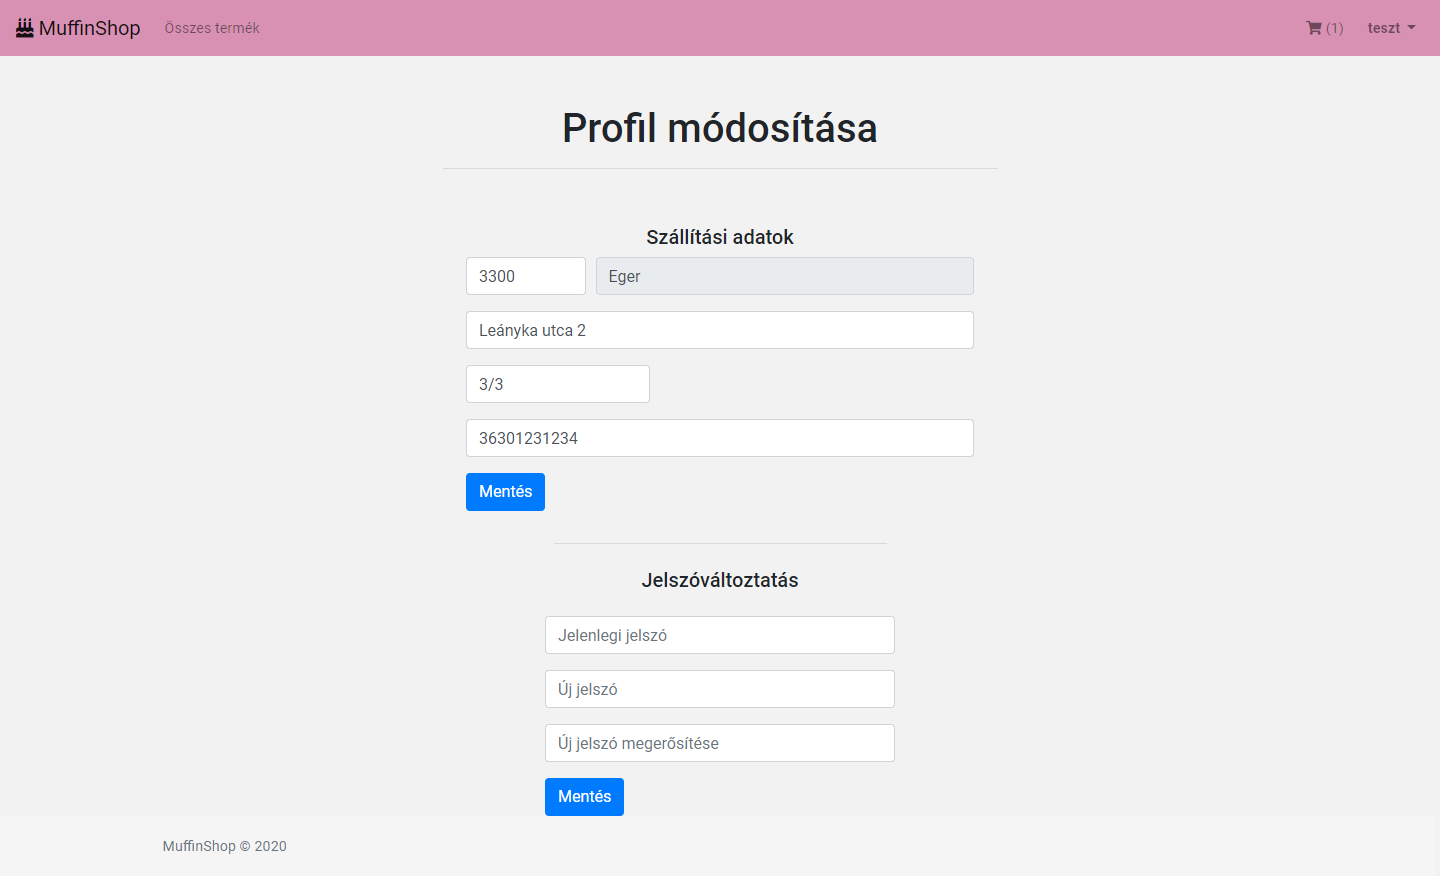 MuffinShop Összes termék (1) teszt
Profil módosítása
Szállítási adatok
3300 Eger
Leányka utca 2
3/3
36301231234
Mentés
Jelszóváltoztatás
Jelenlegi jelszó
Új jelszó
Új jelszó megerősítése
Mentés
MuffinShop © 2020